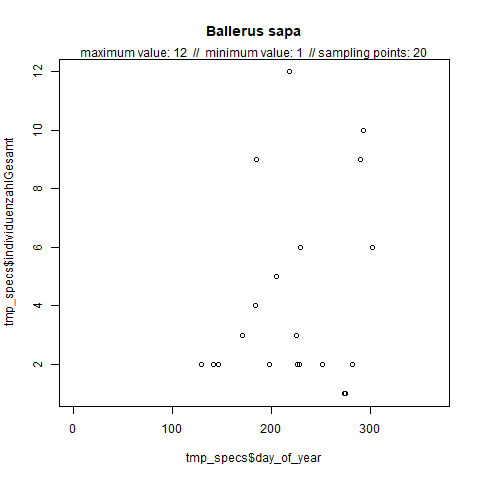 Ballerus sapa
maximum value: 12 // minimum value: 1 // sampling points: 20
12
10
8
6
4
2
tmp_specs$individuenzahlGesamt
0
100
200
300
tmp_specs$day_of_year